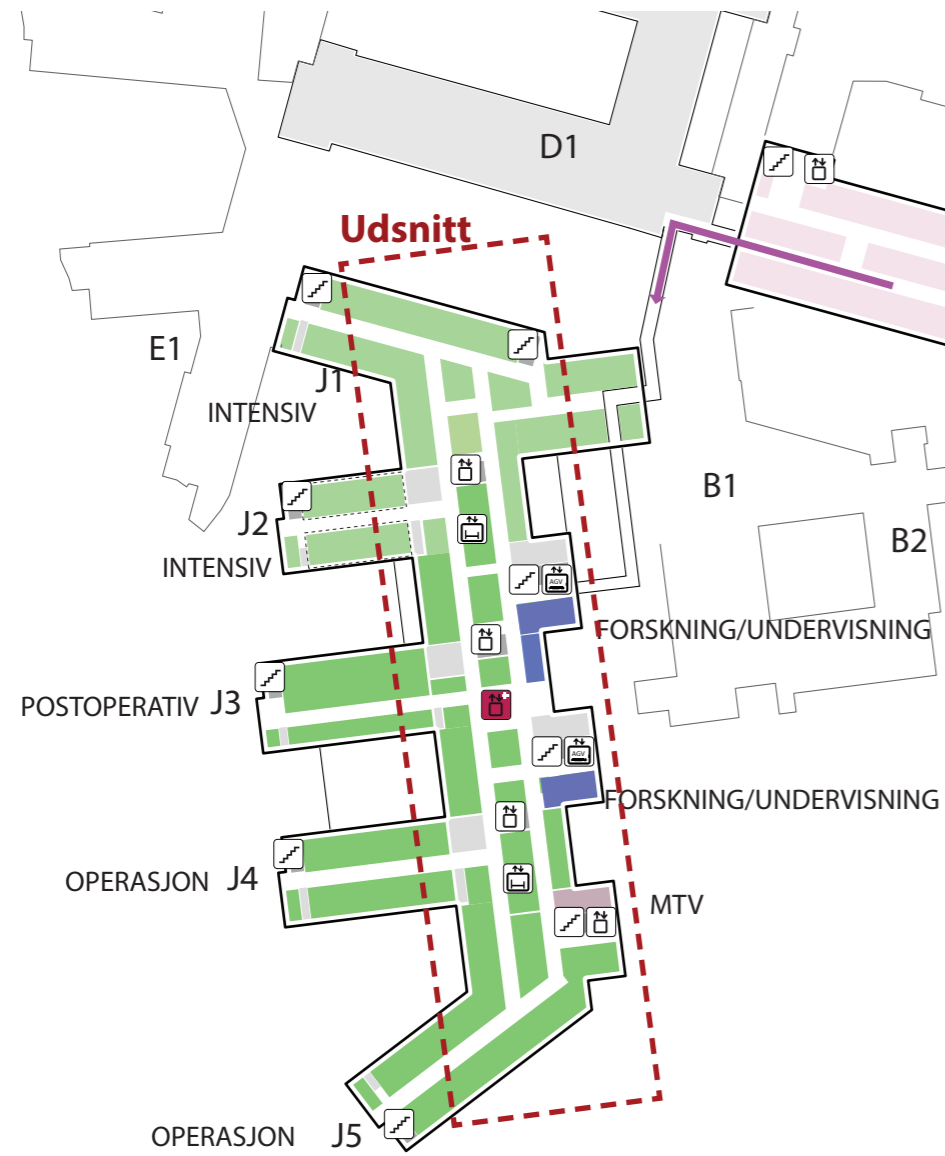 D1
Udsnitt
E1
J1
INTENSIV
B1
J2
B2
INTENSIV
AGV
FORSKNING/UNDERVISNING
POSTOPERATIV J3
AGV
FORSKNING/UNDERVISNING
OPERASJON J4
MTV
OPERASJON J5